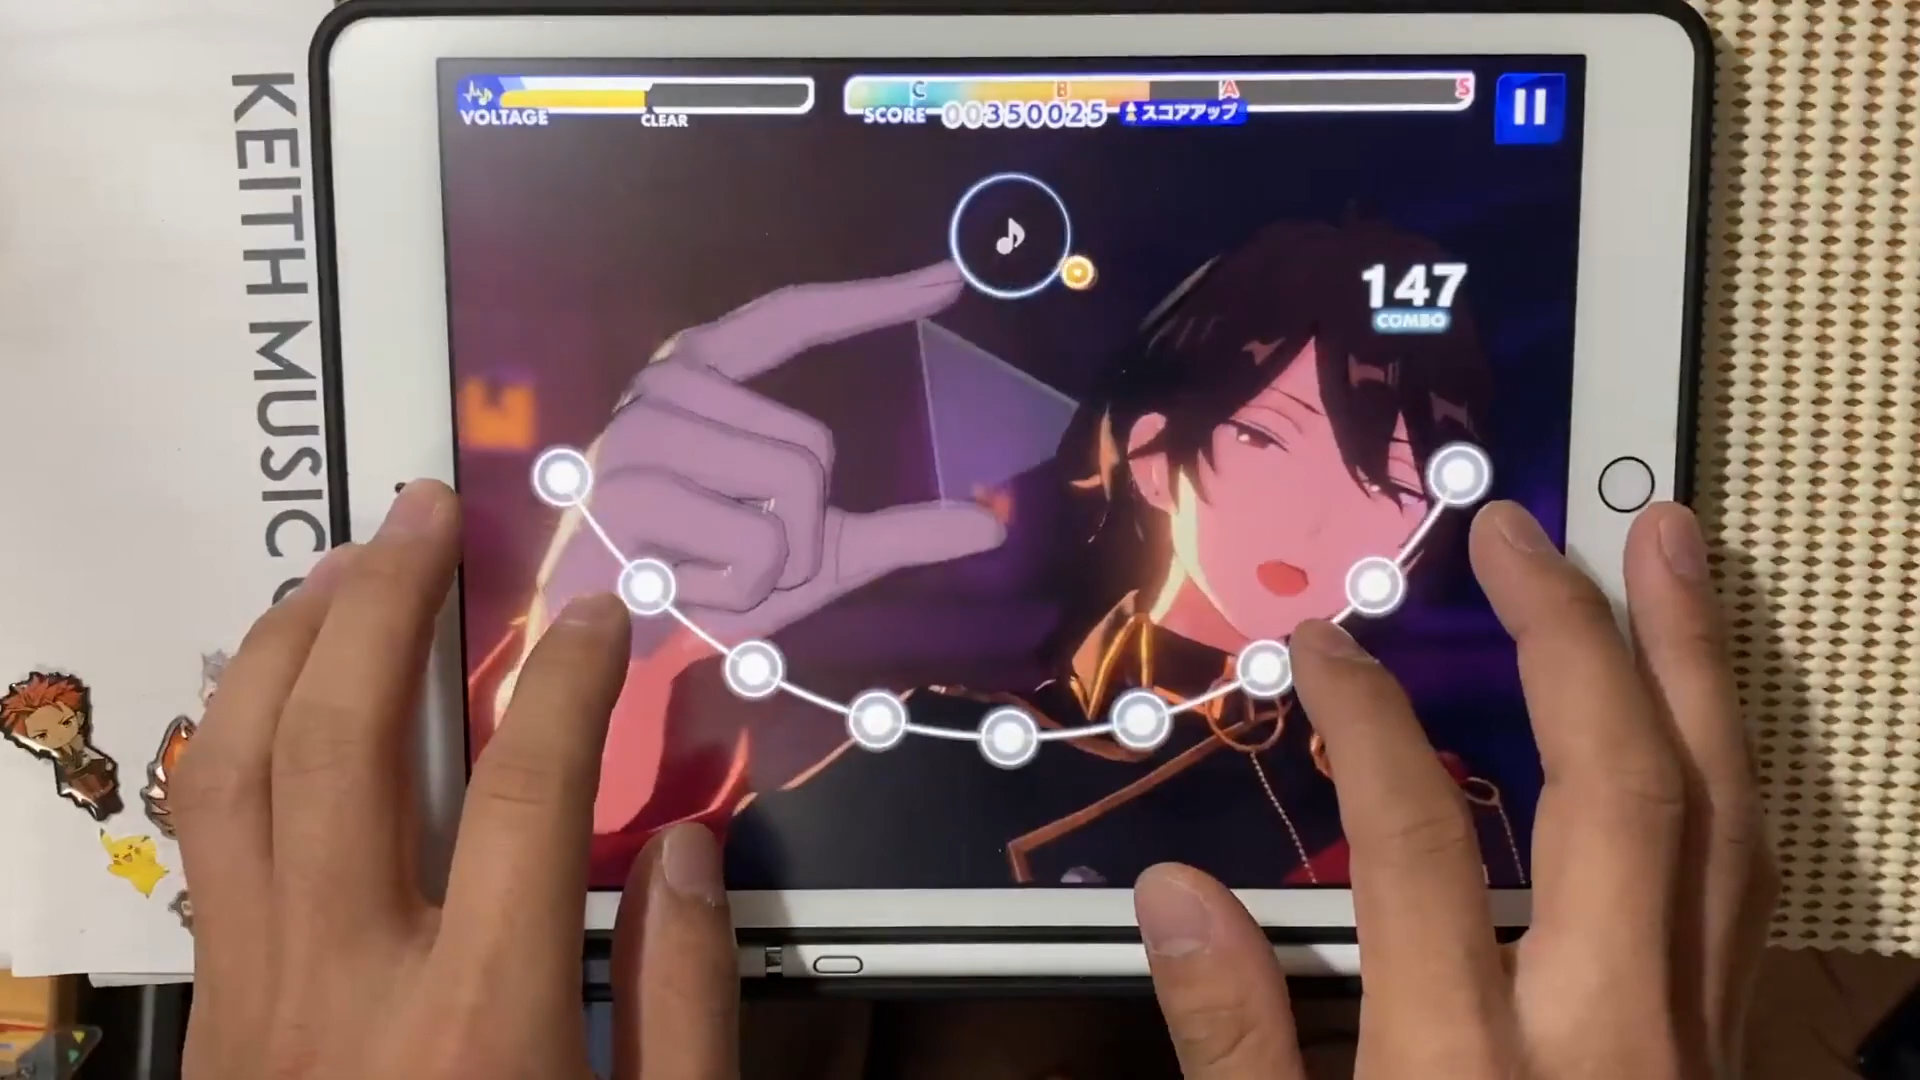 VOLTAGE
CLEAR
C
B
A
S
SCORE 00350025
スコアアップ
147
COMBO
KEITH MUSIC